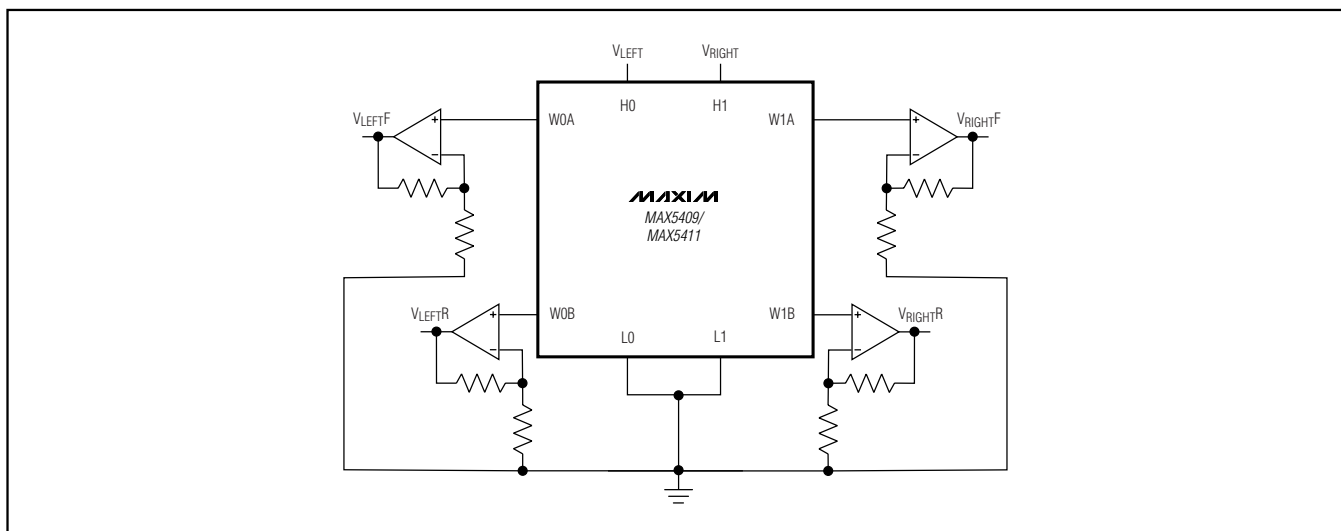 VLEFT VRIGHT
H0 H1
VLEFTF + − W0A W1A + − VRIGHTF
MAXIM
MAX5409/
MAX5411
VLEFTR + − W0B W1B + − VRIGHTR
L0 L1